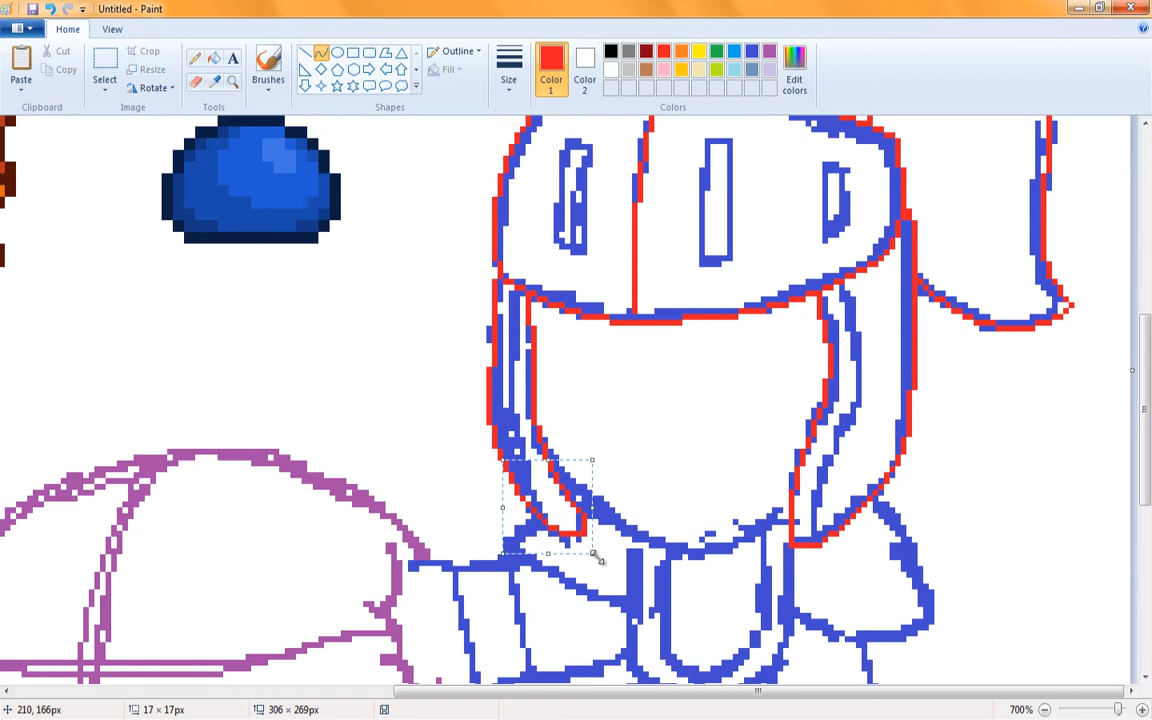 Untitled - Paint
Home View
Paste
Cut
Copy
Clipboard
Select
Crop
Resize
Rotate
Image
A
Tools
Brushes
Outline
Fill
Shapes
Size
Color 1
Color 2
Edit colors
Colors
210, 166px
17 × 17px
306 × 269px
700%